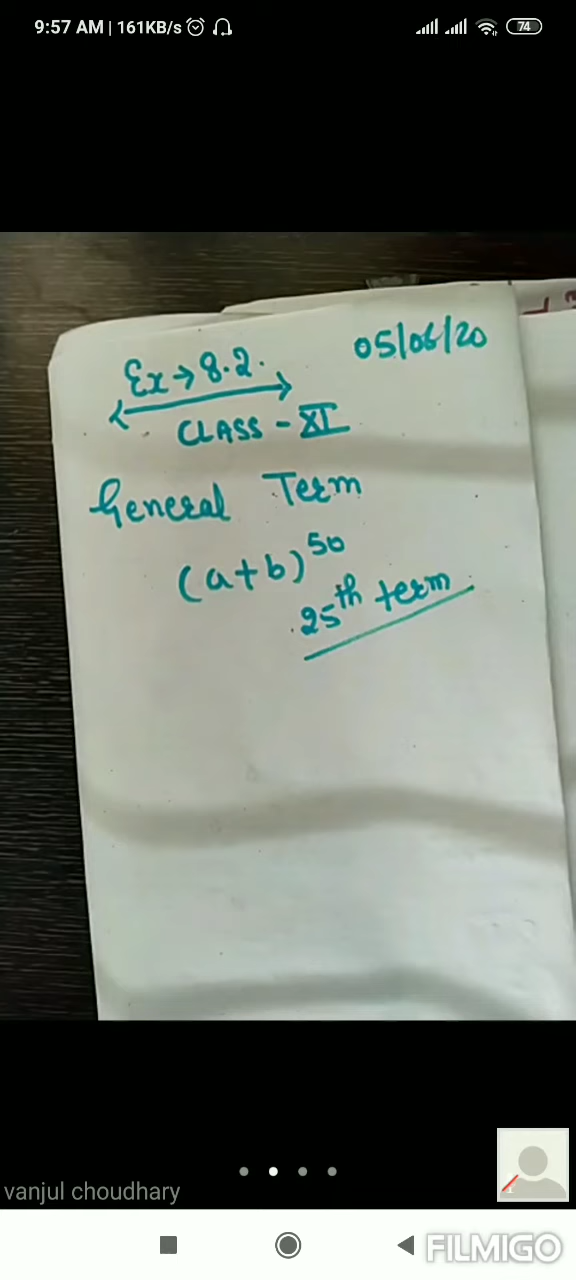 9:57 AM | 161KB/s
74
Ex → 8.2.
05/06/20
CLASS - XI
General Term
(a+b)^50
25th term
vanjul choudhary
FILMIGO